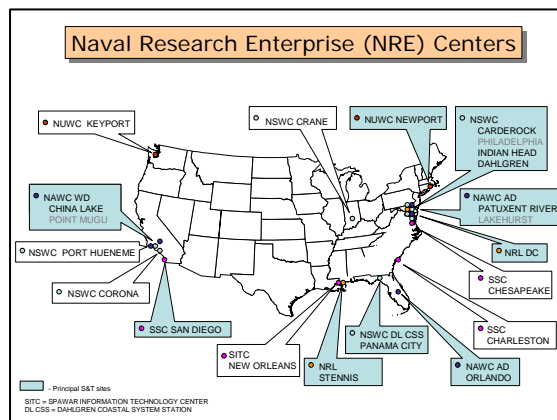 Naval Research Enterprise (NRE) Centers
NUWC KEYPORT
NSWC CRANE
NUWC NEWPORT
NSWC
CARDEROCK
PHILADELPHIA
INDIAN HEAD
DAHLGREN
NAWC WD
CHINA LAKE
POINT MUGU
NAWC AD
PATUXENT RIVER
LAKEHURST
NSWC PORT HUENEME
NRL DC
NSWC CORONA
SSC
CHESAPEAKE
SSC SAN DIEGO
SITC
NEW ORLEANS
NRL
STENNIS
NSWC DL CSS
PANAMA CITY
NAWC AD
ORLANDO
SSC
CHARLESTON
- Principal S&T sites
SITC = SPAWAR INFORMATION TECHNOLOGY CENTER
DL CSS = DAHLGREN COASTAL SYSTEM STATION